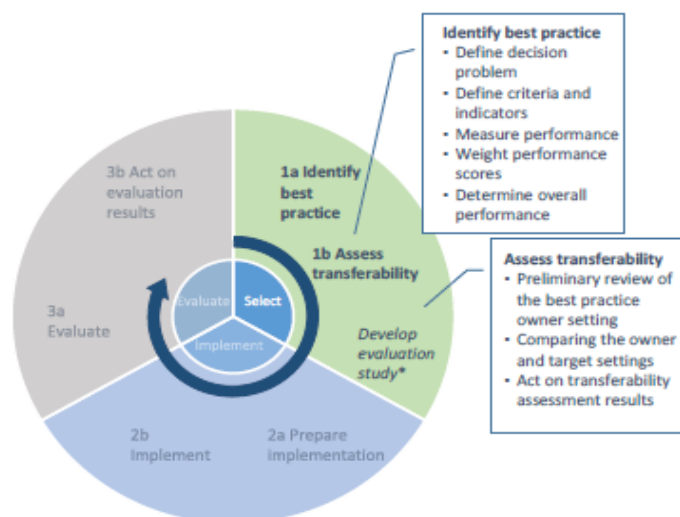 Identify best practice
• Define decision
problem
• Define criteria and
indicators
• Measure performance
• Weight performance
scores
• Determine overall
performance
3b Act on
evaluation
results
1a Identify
best
practice
1b Assess
transferability
Assess transferability
• Preliminary review of
the best practice
owner setting
• Comparing the owner
and target settings
• Act on transferability
assessment results
Evaluate
Select
Implement
3a
Evaluate
Develop
evaluation
study*
2b
Implement
2a Prepare
implementation